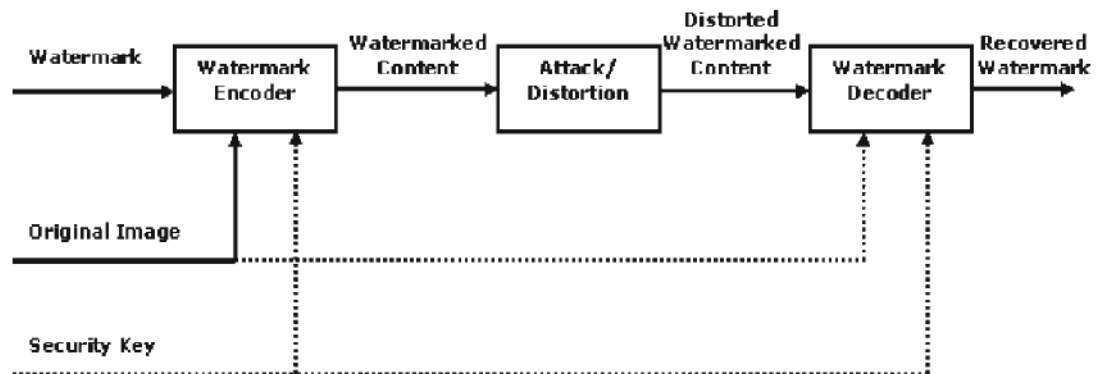 Watermark
Watermark
Encoder
Watermarked
Content
Attack/
Distortion
Distorted
Watermarked
Content
Watermark
Decoder
Recovered
Watermark
Original Image
Security Key